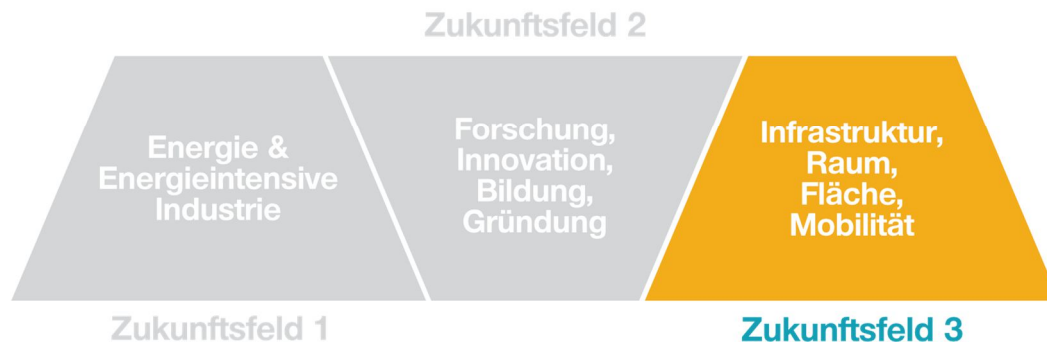 Zukunftsfeld 2
Energie &
Energieintensive
Industrie
Forschung,
Innovation,
Bildung,
Gründung
Infrastruktur,
Raum,
Fläche,
Mobilität
Zukunftsfeld 1
Zukunftsfeld 3